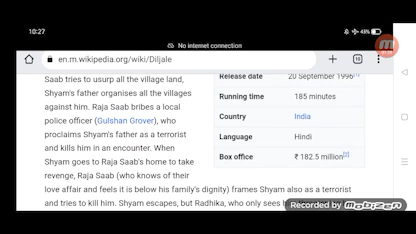 10:27
48%
No internet connection
en.m.wikipedia.org/wiki/Diljale
Saab tries to usurp all the village land,
Shyam's father organises all the villages
against him. Raja Saab bribes a local
police officer (Gulshan Grover), who
proclaims Shyam's father as a terrorist
and kills him in an encounter. When
Shyam goes to Raja Saab's home to take
revenge, Raja Saab (who knows of their
love affair and feels it is below his family's dignity) frames Shyam also as a terrorist
and tries to kill him. Shyam escapes, but Radhika, who only sees h
Release date 20 September 1996[1]
Running time 185 minutes
Country India
Language Hindi
Box office ₹ 182.5 million[2]
Recorded by mobizen